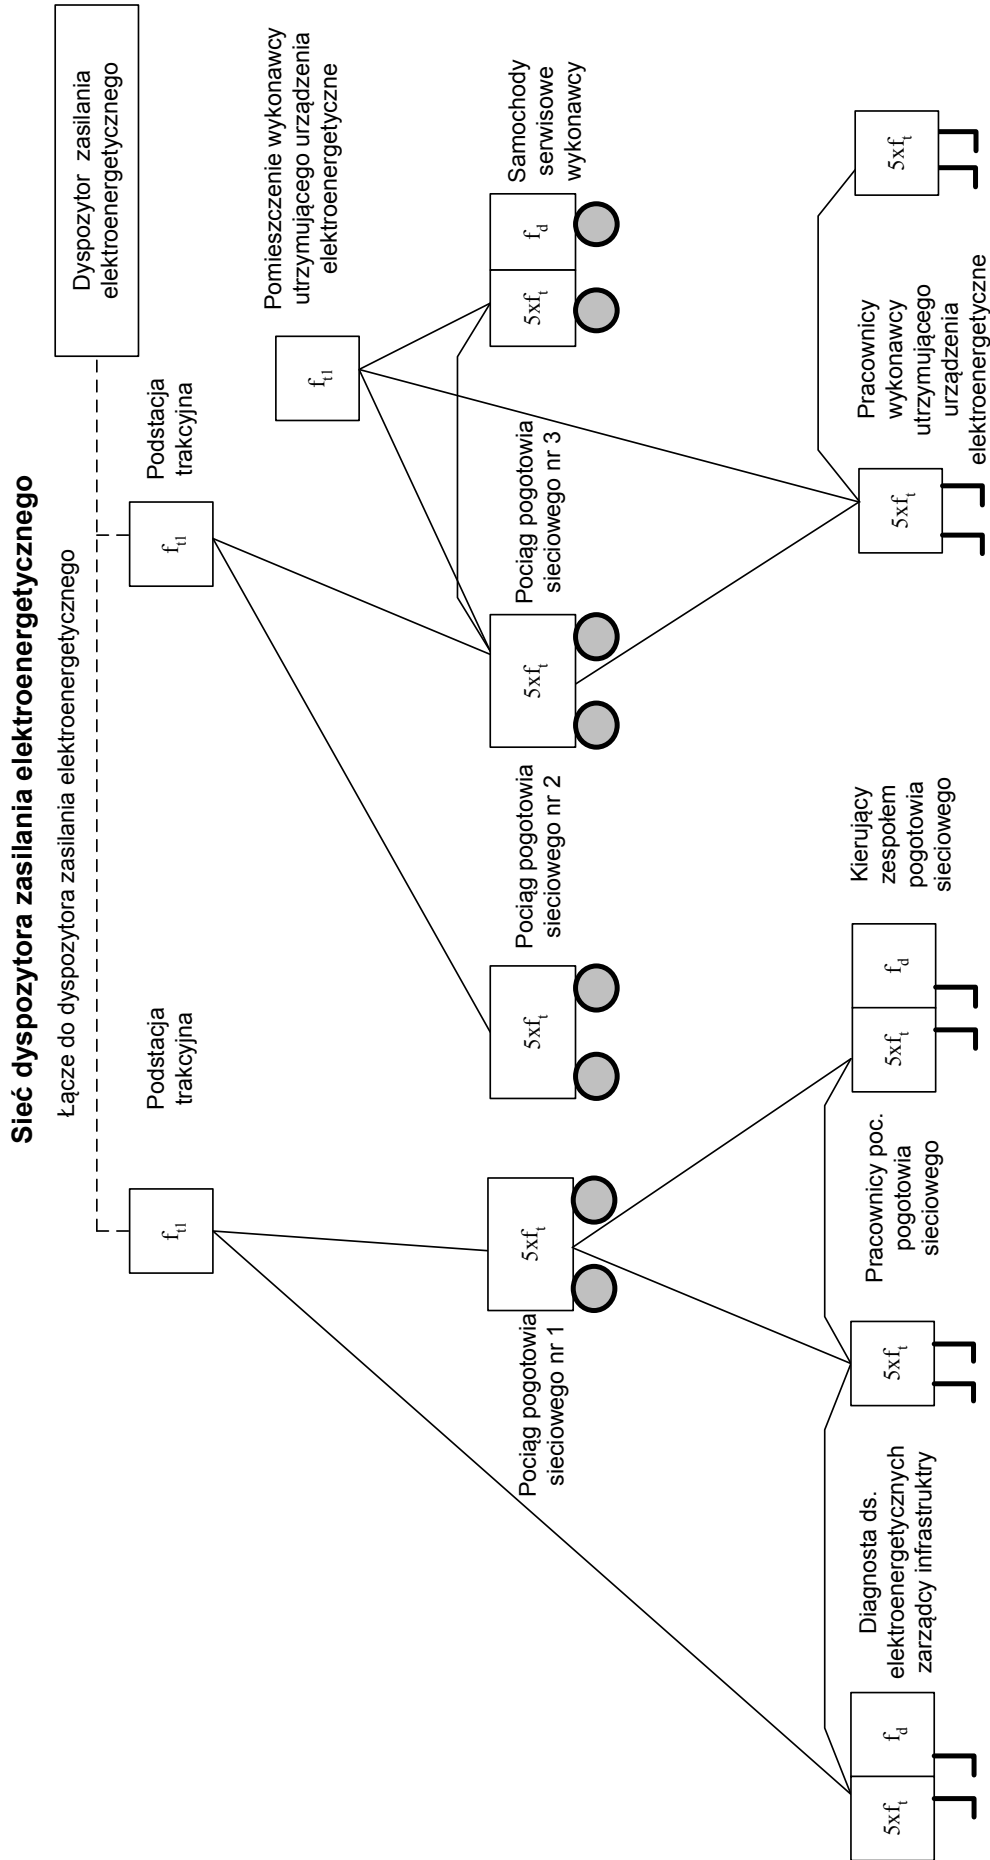 Sieć dyspozytora zasilania elektroenergetycznego
Łącze do dyspozytora zasilania elektroenergetycznego
Dyspozytor zasilania
elektroenergetycznego
Podstacja
trakcyjna
Podstacja
trakcyjna
f_tl
f_tl
Pomieszczenie wykonawcy
utrzymującego urządzenia
elektroenergetyczne
f_tl
Pociąg pogotowia
sieciowego nr 1
5xf_t
Pociąg pogotowia
sieciowego nr 2
5xf_t
Pociąg pogotowia
sieciowego nr 3
5xf_t
Samochody
serwisowe
wykonawcy
5xf_t
f_d
Diagnosta ds.
elektroenergetycznych
zarządcy infrastruktry
5xf_t
f_d
Pracownicy poc.
pogotowia
sieciowego
5xf_t
Kierujący
zespołem
pogotowia
sieciowego
5xf_t
f_d
Pracownicy
wykonawcy
utrzymującego
urządzenia
elektroenergetyczne
5xf_t
5xf_t